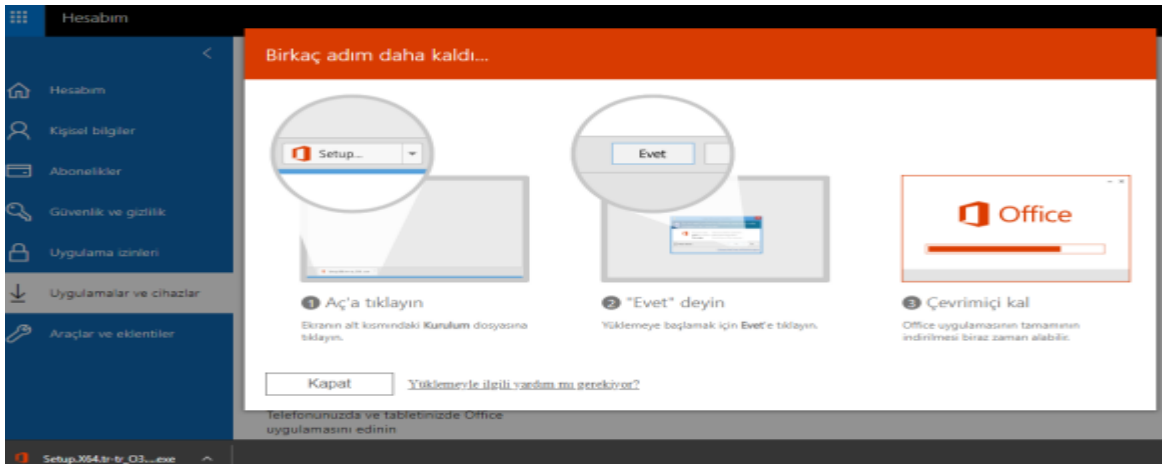 Hesabım
Birkaç adım daha kaldı...
Hesabım
Kişisel bilgiler
Abonelikler
Güvenlik ve gizlilik
Uygulama izinleri
Uygulamalar ve cihazlar
Araçlar ve eklentiler
Setup...
Evet
Office
1 Aç'a tıklayın
Ekranın alt kısmındaki Kurulum dosyasına
tıklayın.
2 "Evet" deyin
Yüklemeye başlamak için Evet'e tıklayın.
3 Çevrimiçi kal
Office uygulamasının tamamının
indirilmesi biraz zaman alabilir.
Kapat
Yüklemeyle ilgili yardım mı gerekiyor?
Telefonunuzda ve tabletinizde Office
uygulamasını edinin
Setup.X64.tr-tr_O3....exe